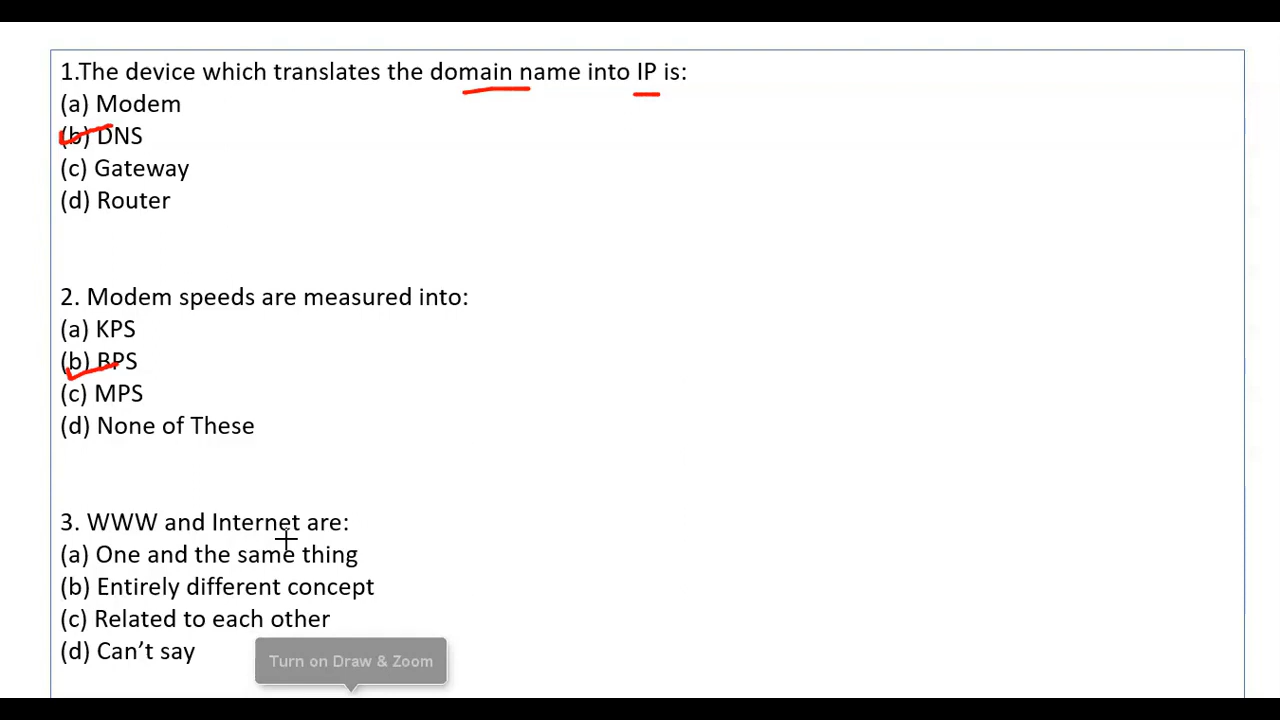 1.The device which translates the domain name into IP is:
(a) Modem
(b) DNS
(c) Gateway
(d) Router
2. Modem speeds are measured into:
(a) KPS
(b) BPS
(c) MPS
(d) None of These
3. WWW and Internet are:
(a) One and the same thing
(b) Entirely different concept
(c) Related to each other
(d) Can’t say
Turn on Draw & Zoom